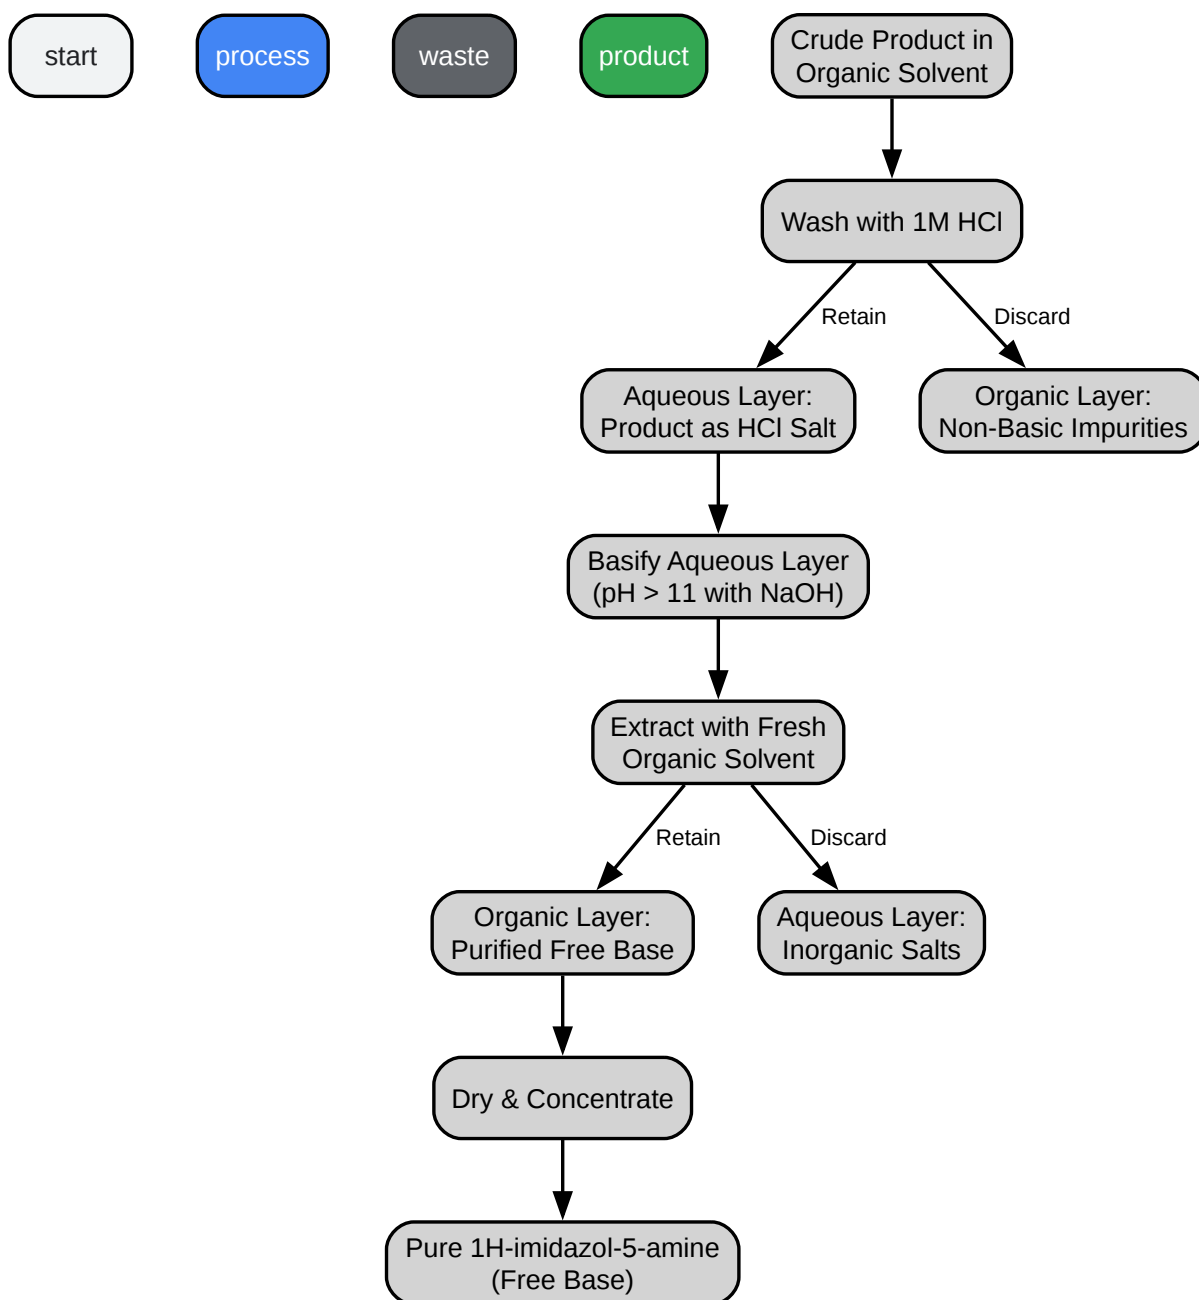 start
process
waste
product
Crude Product in
Organic Solvent
Wash with 1M HCl
Retain
Discard
Aqueous Layer:
Product as HCl Salt
Organic Layer:
Non-Basic Impurities
Basify Aqueous Layer
(pH > 11 with NaOH)
Extract with Fresh
Organic Solvent
Retain
Discard
Organic Layer:
Purified Free Base
Aqueous Layer:
Inorganic Salts
Dry & Concentrate
Pure 1H-imidazol-5-amine
(Free Base)